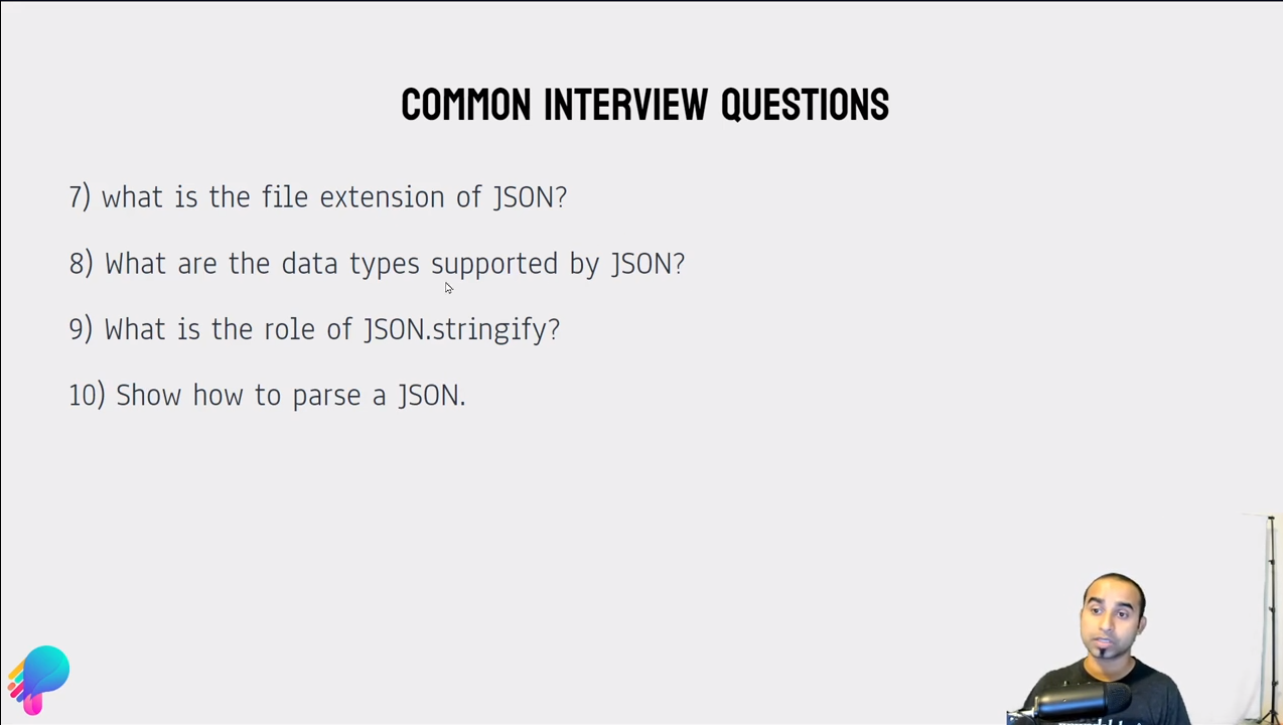 COMMON INTERVIEW QUESTIONS
7) what is the file extension of JSON?
8) What are the data types supported by JSON?
9) What is the role of JSON.stringify?
10) Show how to parse a JSON.